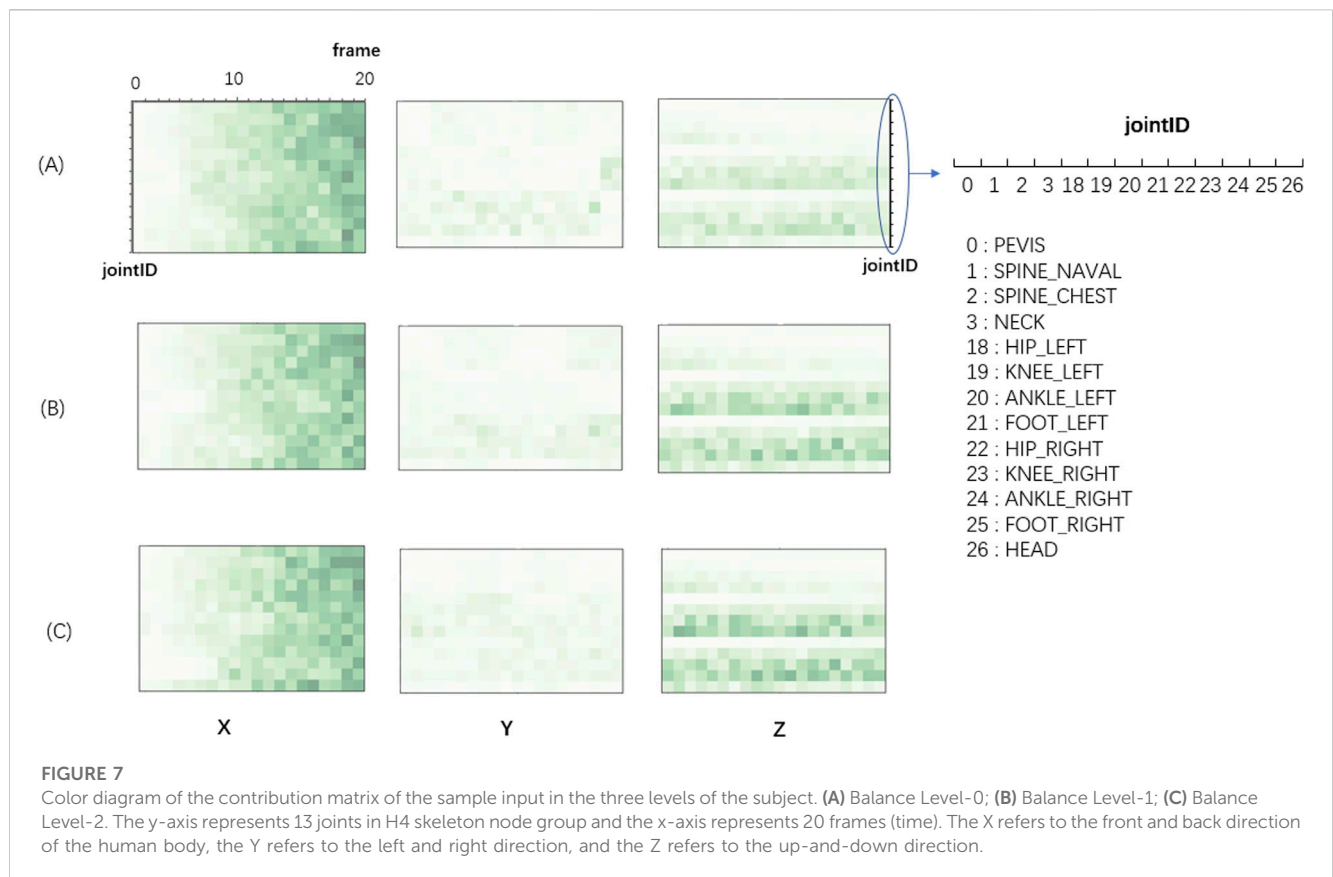 frame
0 10 20
jointID
(A)
0 1 2 3 18 19 20 21 22 23 24 25 26
jointID
jointID
0 : PEVIS
1 : SPINE_NAVAL
2 : SPINE_CHEST
3 : NECK
18 : HIP_LEFT
19 : KNEE_LEFT
20 : ANKLE_LEFT
21 : FOOT_LEFT
22 : HIP_RIGHT
23 : KNEE_RIGHT
24 : ANKLE_RIGHT
25 : FOOT_RIGHT
26 : HEAD
(B)
(C)
X Y Z
FIGURE 7
Color diagram of the contribution matrix of the sample input in the three levels of the subject. (A) Balance Level-0; (B) Balance Level-1; (C) Balance
Level-2. The y-axis represents 13 joints in H4 skeleton node group and the x-axis represents 20 frames (time). The X refers to the front and back direction
of the human body, the Y refers to the left and right direction, and the Z refers to the up-and-down direction.